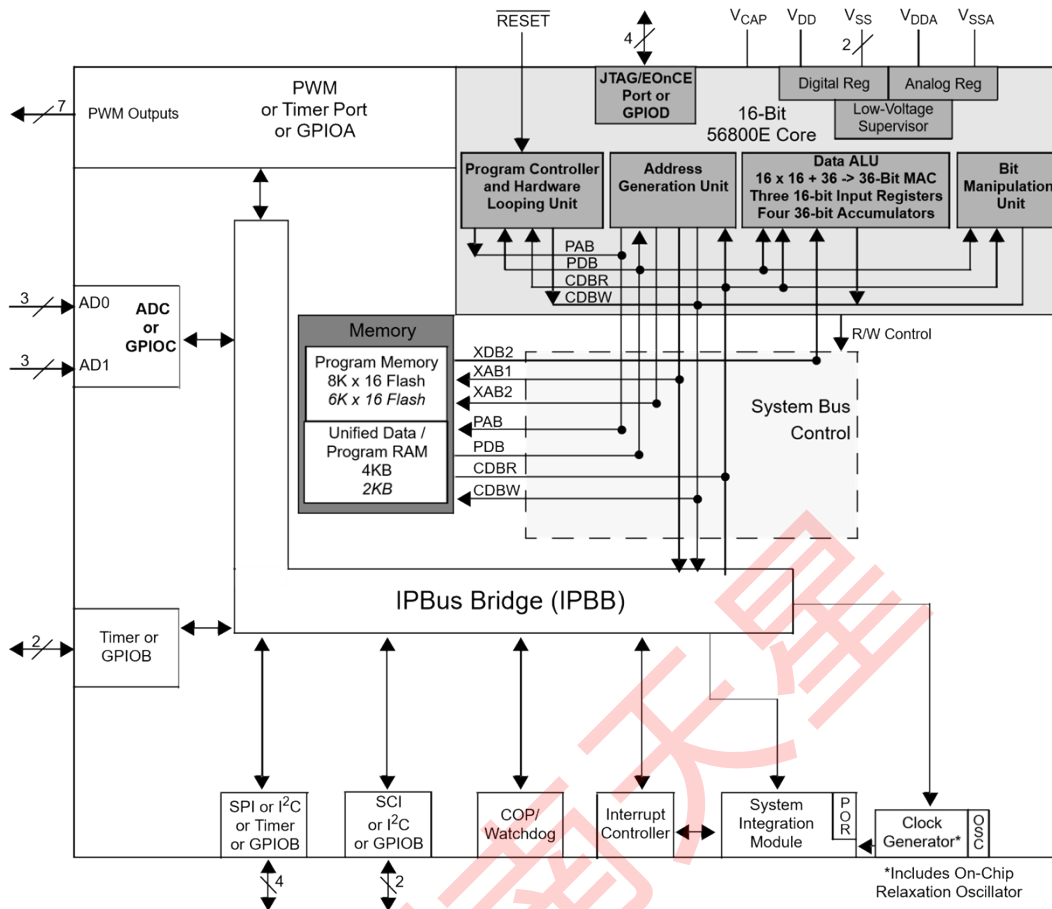 RESET
4
VCAP
VDD
VSS
2
VDDA
VSSA
7
PWM Outputs
PWM
or Timer Port
or GPIOA
JTAG/EOnCE
Port or
GPIOD
16-Bit
56800E Core
Digital Reg
Analog Reg
Low-Voltage
Supervisor
Program Controller
and Hardware
Looping Unit
Address
Generation Unit
Data ALU
16 x 16 + 36 -> 36-Bit MAC
Three 16-bit Input Registers
Four 36-bit Accumulators
Bit
Manipulation
Unit
PAB
PDB
CDBR
CDBW
3
AD0
3
AD1
ADC
or
GPIOC
R/W Control
Memory
Program Memory
8K x 16 Flash
6K x 16 Flash
Unified Data /
Program RAM
4KB
2KB
XDB2
XAB1
XAB2
PAB
PDB
CDBR
CDBW
System Bus
Control
IPBus Bridge (IPBB)
2
Timer or
GPIOB
SPI or I²C
or Timer
or GPIOB
4
SCI
or I²C
or GPIOB
2
COP/
Watchdog
Interrupt
Controller
System
Integration
Module
POR
Clock
Generator*
OSC
*Includes On-Chip
Relaxation Oscillator
南天星